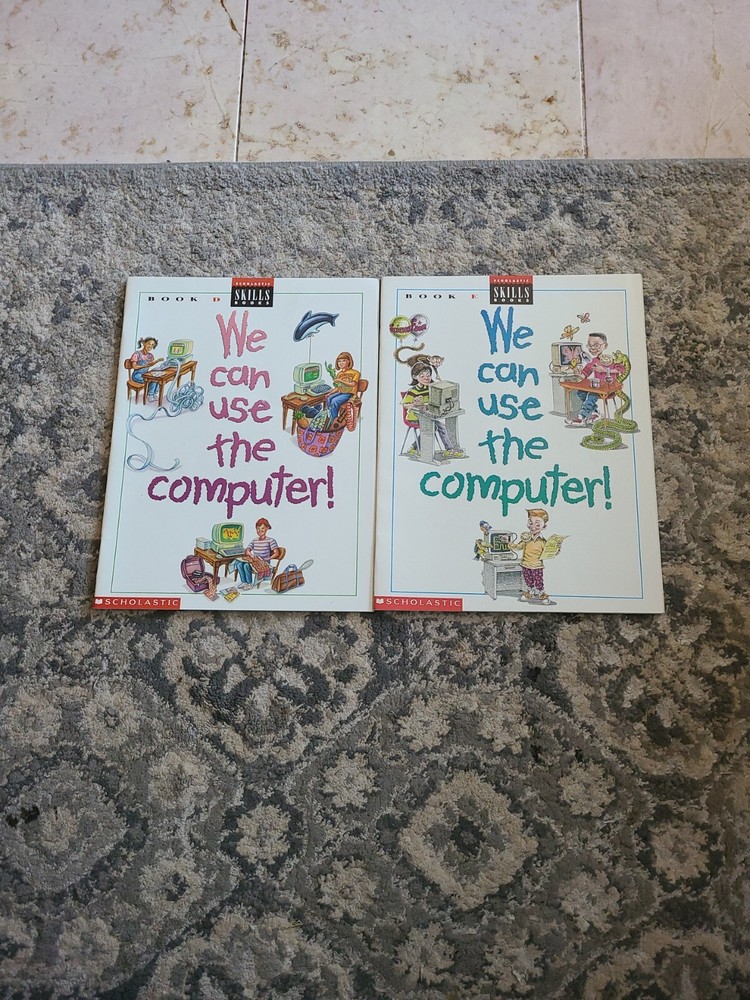 BOOK D
SCHOLASTIC
SKILLS
BOOKS
We
can
use
the
computer!
SCHOLASTIC
BOOK E
SCHOLASTIC
SKILLS
BOOKS
We
can
use
the
computer!
SCHOLASTIC